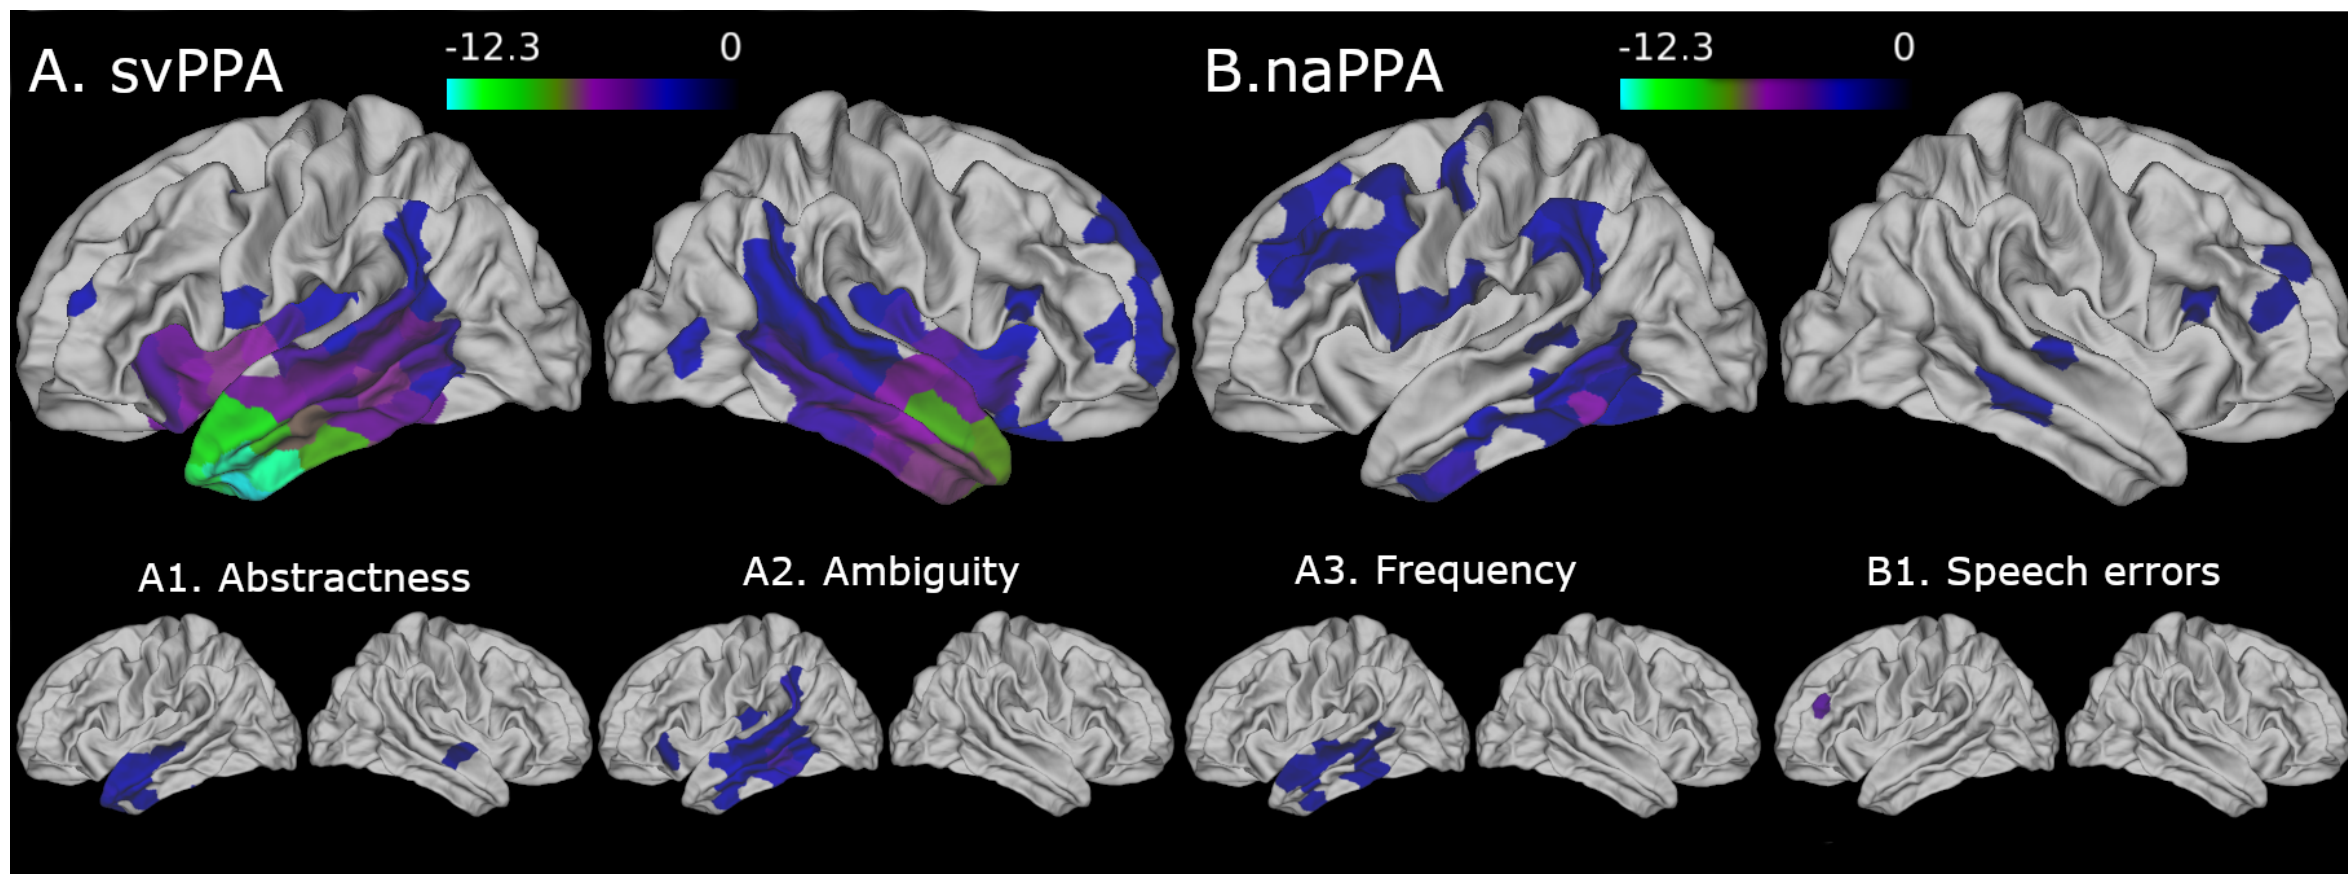 A. svPPA
-12.3 0
B.naPPA
-12.3 0
A1. Abstractness
A2. Ambiguity
A3. Frequency
B1. Speech errors